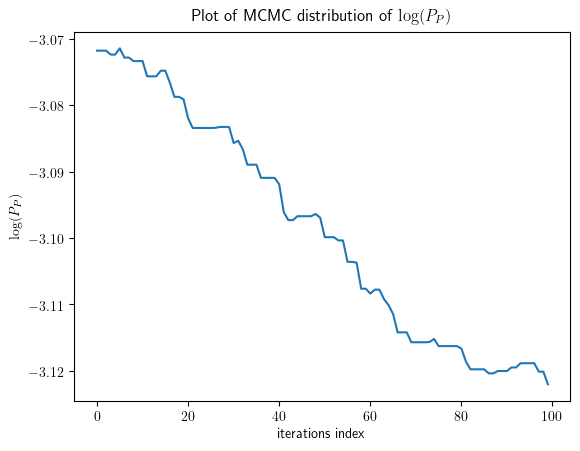 Plot of MCMC distribution of log(P_P)
log(P_P)
−3.07
−3.08
−3.09
−3.10
−3.11
−3.12
0 20 40 60 80 100
iterations index